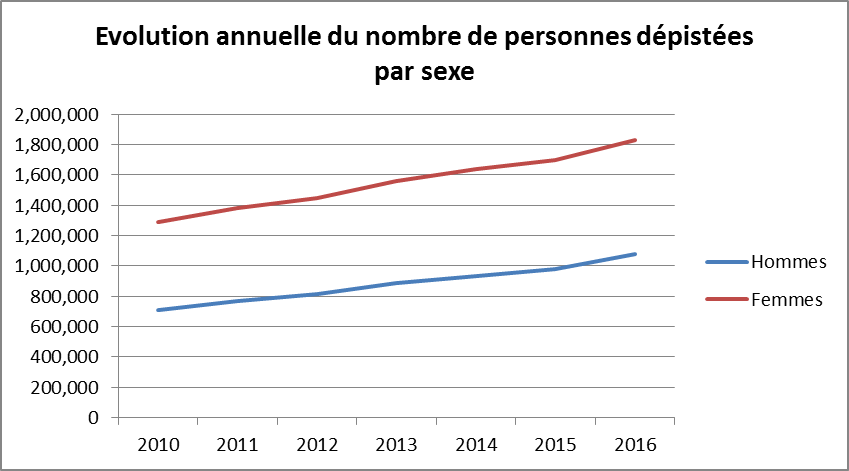 Evolution annuelle du nombre de personnes dépistées
par sexe
2,000,000
1,800,000
1,600,000
1,400,000
1,200,000
1,000,000
800,000
600,000
400,000
200,000
0
2010 2011 2012 2013 2014 2015 2016
Hommes
Femmes